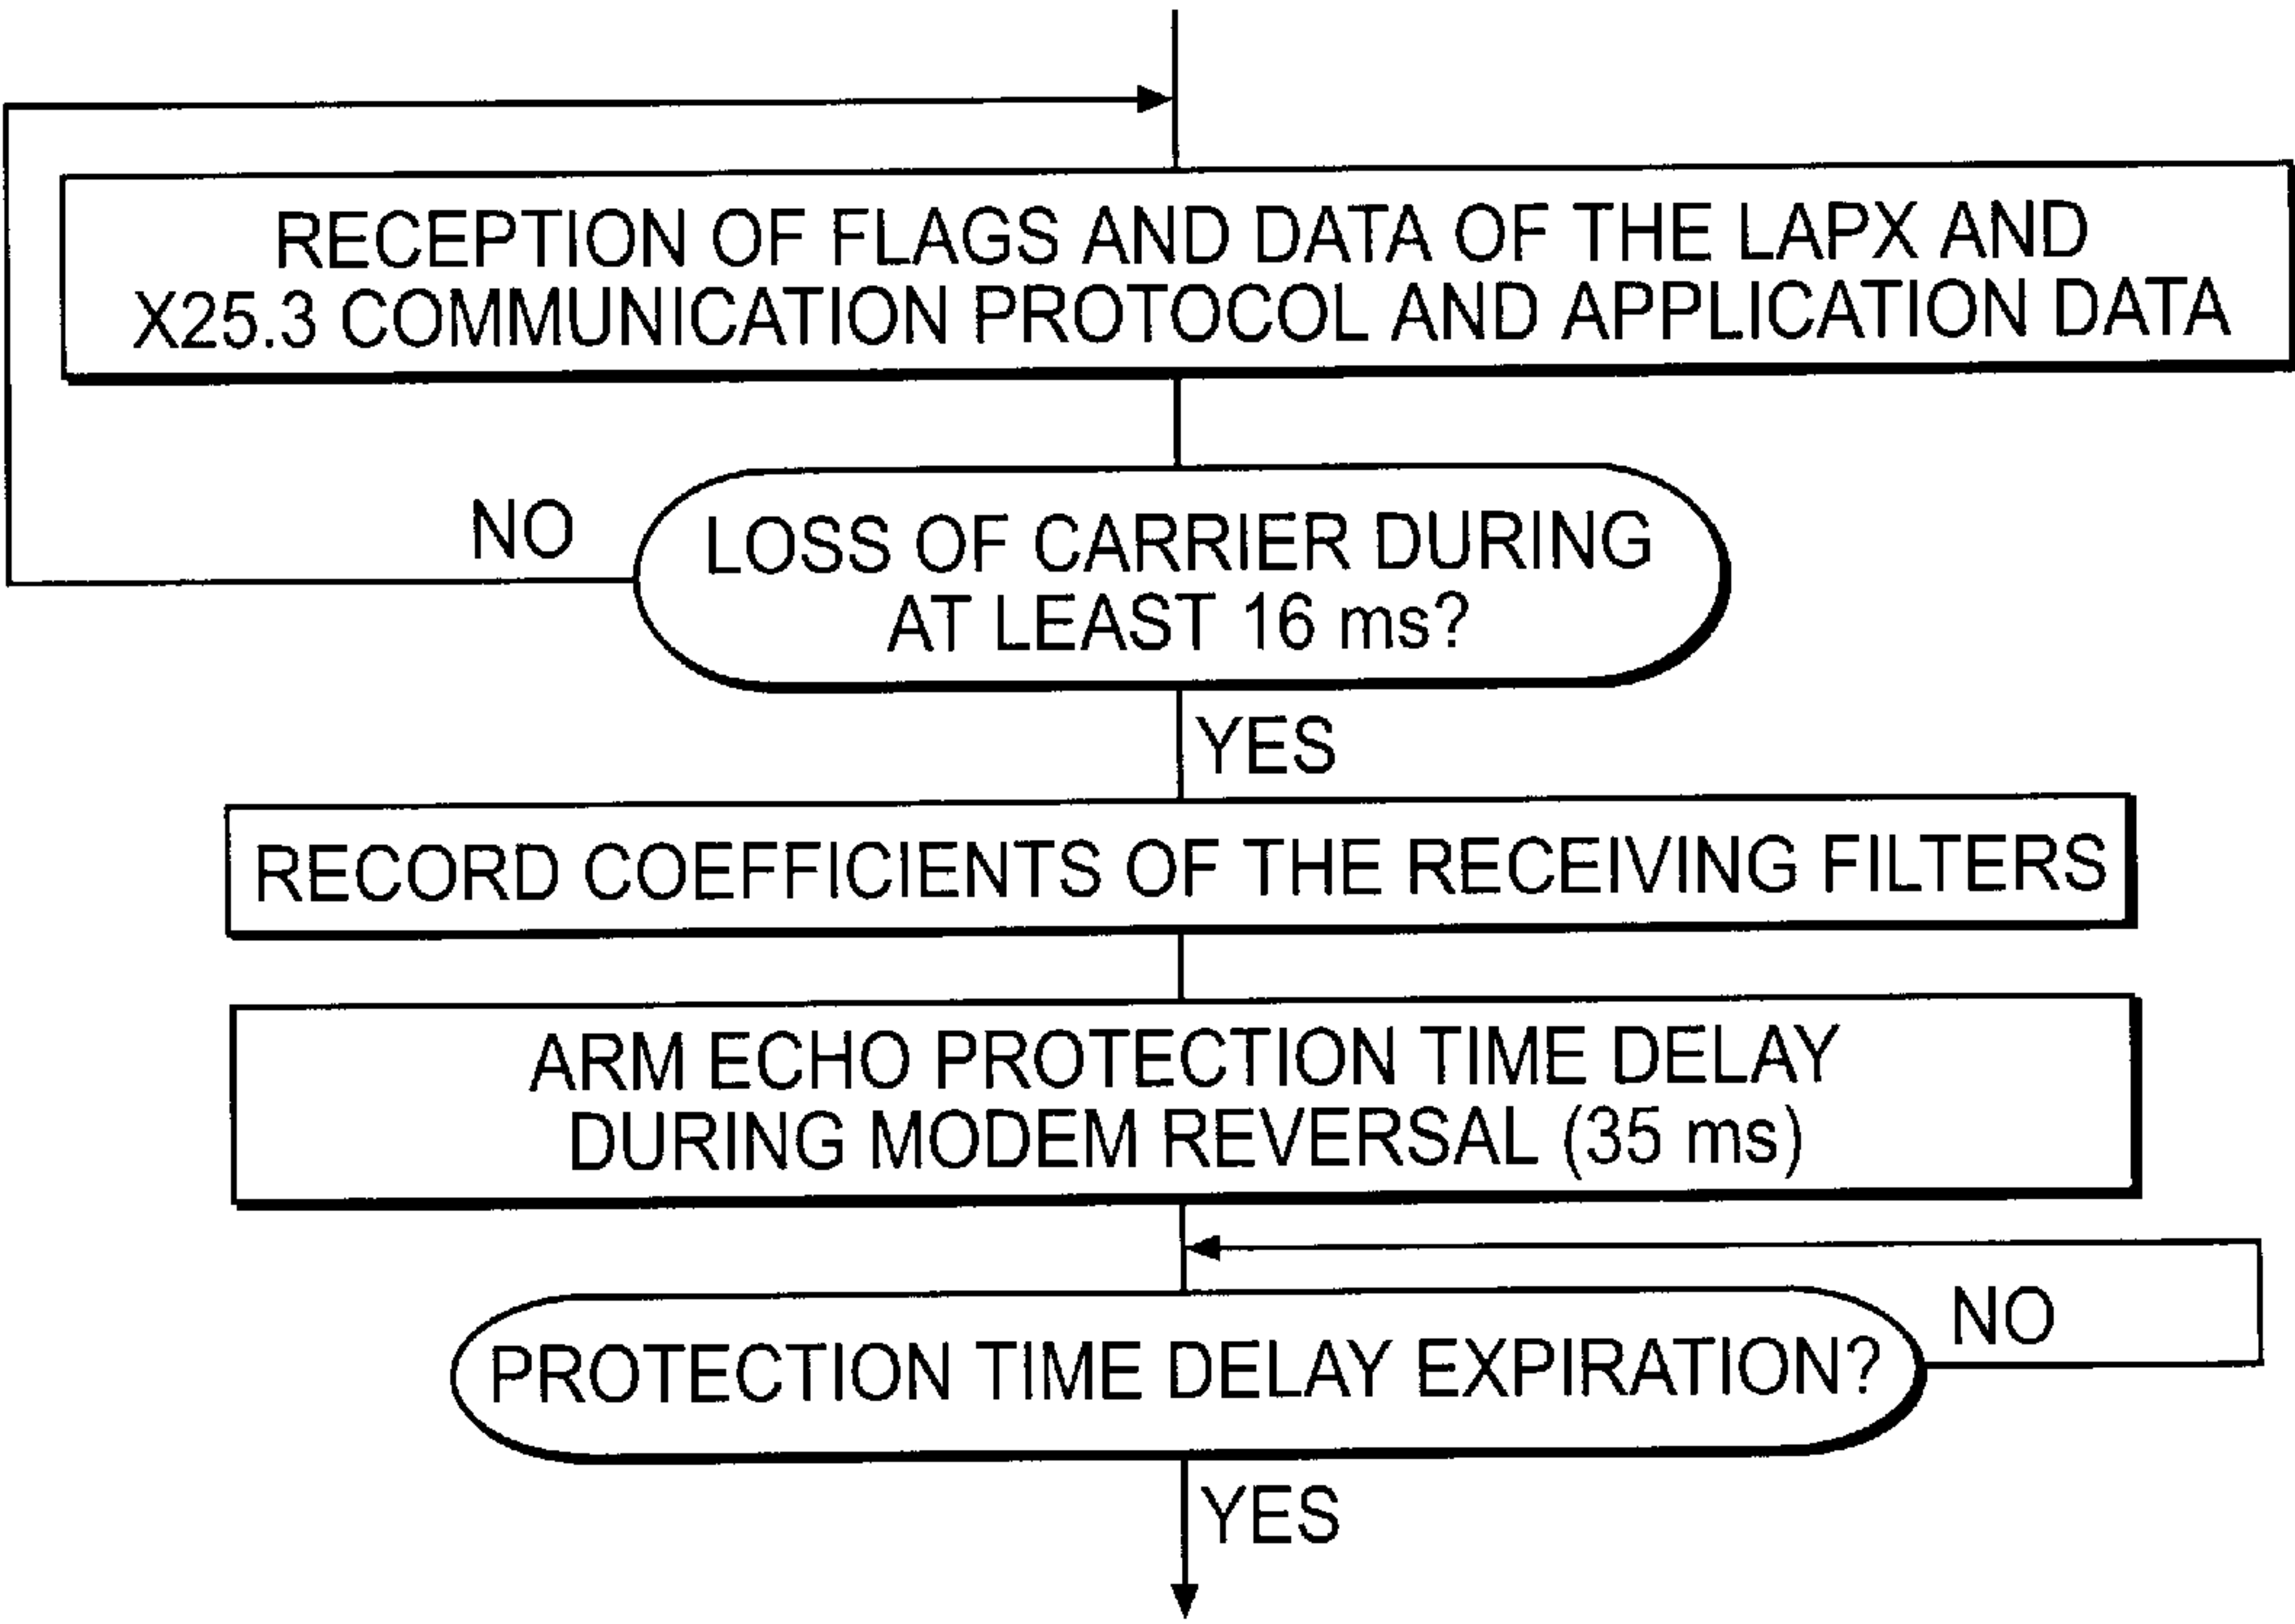 RECEPTION OF FLAGS AND DATA OF THE LAPX AND
X25.3 COMMUNICATION PROTOCOL AND APPLICATION DATA
NO
LOSS OF CARRIER DURING
AT LEAST 16 ms?
YES
RECORD COEFFICIENTS OF THE RECEIVING FILTERS
ARM ECHO PROTECTION TIME DELAY
DURING MODEM REVERSAL (35 ms)
NO
PROTECTION TIME DELAY EXPIRATION?
YES